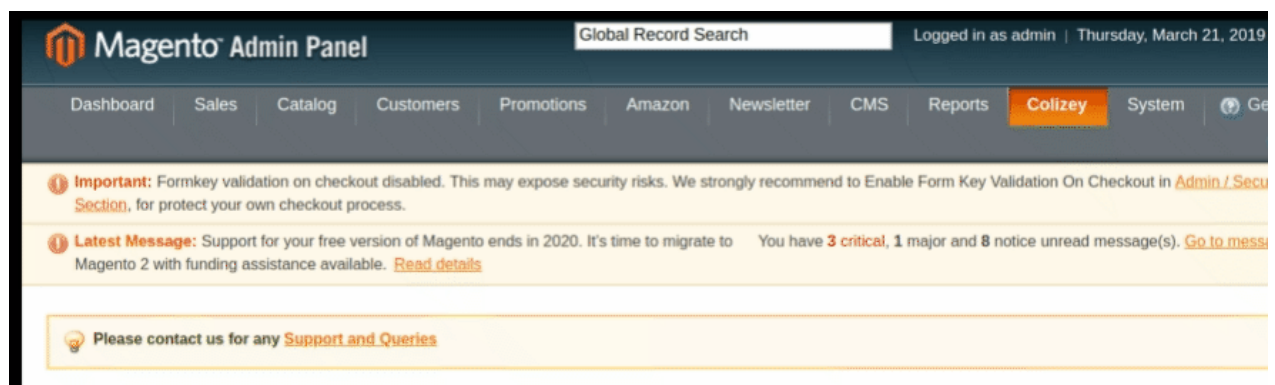 Magento Admin Panel
Global Record Search
Logged in as admin | Thursday, March 21, 2019
Dashboard Sales Catalog Customers Promotions Amazon Newsletter CMS Reports Colizey System Ge
Important: Formkey validation on checkout disabled. This may expose security risks. We strongly recommend to Enable Form Key Validation On Checkout in Admin / Secu
Section, for protect your own checkout process.
Latest Message: Support for your free version of Magento ends in 2020. It's time to migrate to
Magento 2 with funding assistance available. Read details
You have 3 critical, 1 major and 8 notice unread message(s). Go to messa
Please contact us for any Support and Queries